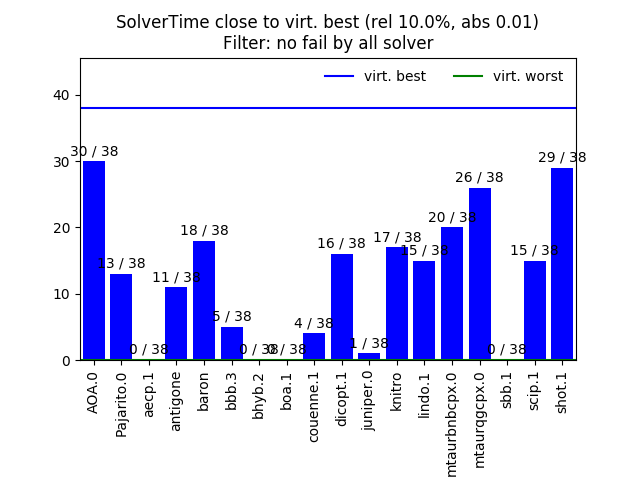 SolverTime close to virt. best (rel 10.0%, abs 0.01)
Filter: no fail by all solver
virt. best
virt. worst
40
30
20
10
0
30 / 38
13 / 38
0 / 38
11 / 38
18 / 38
5 / 38
0 / 38
0 / 38
4 / 38
16 / 38
1 / 38
17 / 38
15 / 38
20 / 38
26 / 38
0 / 38
15 / 38
29 / 38
AOA.0
Pajarito.0
aecp.1
antigone
baron
bbb.3
bhyb.2
boa.1
couenne.1
dicopt.1
juniper.0
knitro
lindo.1
mtaurbnbcpx.0
mtaurqgcpx.0
sbb.1
scip.1
shot.1